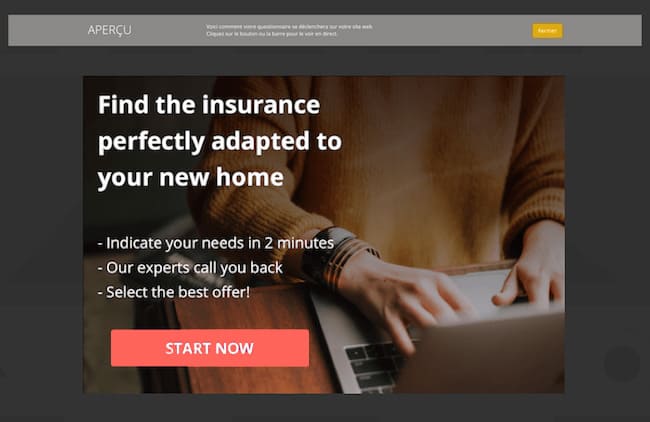 APERÇU
Voici comment votre questionnaire se déclenchera sur votre site web
Cliquez sur le bouton ou la barre pour le voir en direct.
Fermer
Find the insurance
perfectly adapted to
your new home
- Indicate your needs in 2 minutes
- Our experts call you back
- Select the best offer!
START NOW